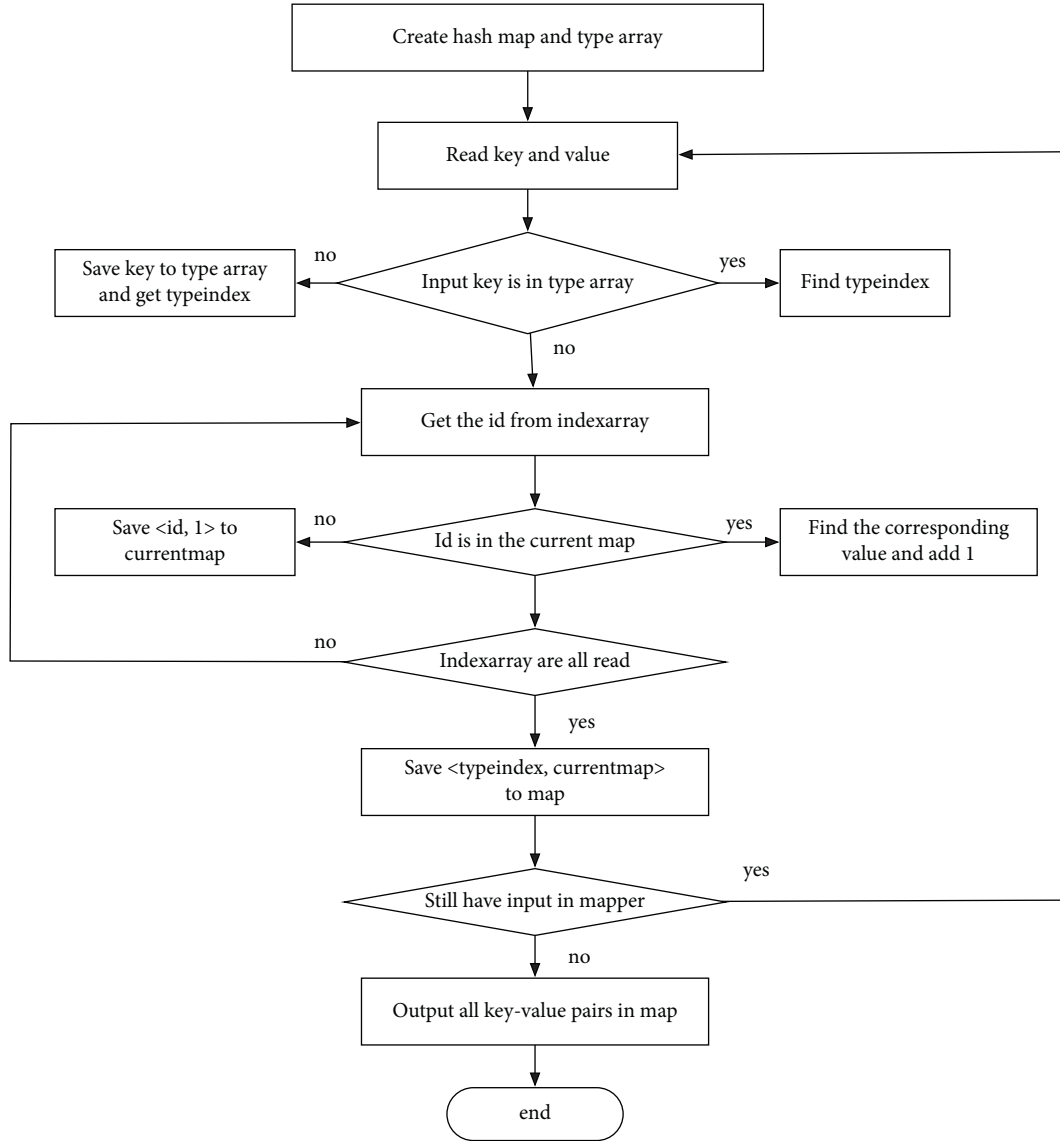 Create hash map and type array
Read key and value
no
yes
Save key to type array
and get typeindex
Input key is in type array
Find typeindex
no
Get the id from indexarray
no
yes
Save <id, 1> to
currentmap
Id is in the current map
Find the corresponding
value and add 1
no
Indexarray are all read
yes
Save <typeindex, currentmap>
to map
yes
Still have input in mapper
no
Output all key-value pairs in map
end